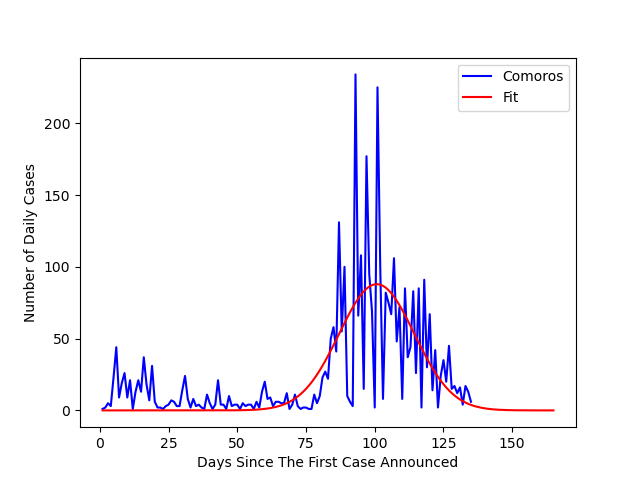 Comoros
Fit
Number of Daily Cases
200
150
100
50
0
0 25 50 75 100 125 150
Days Since The First Case Announced